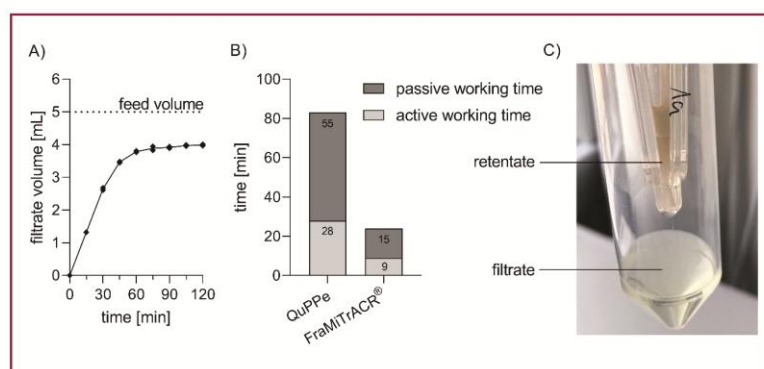 A)
6
5
4
3
2
1
0
filtrate volume [mL]
feed volume
0 30 60 90 120
time [min]
B)
100
80
60
40
20
0
time [min]
passive working time
active working time
55
28
15
9
QuPPe
FraMiTrACR®
C)
retentate
filtrate